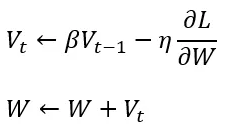 V_t ← βV_{t−1} − η ∂L/∂W
W ← W + V_t